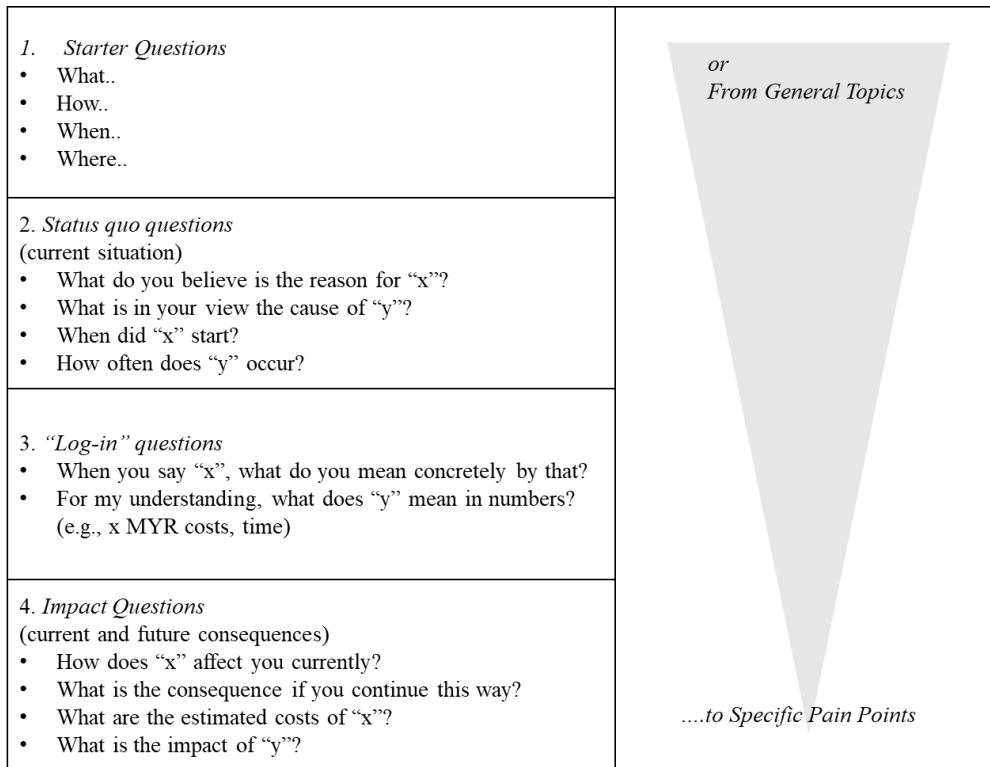 1. Starter Questions
• What..
• How..
• When..
• Where..
or
From General Topics
2. Status quo questions
(current situation)
• What do you believe is the reason for “x”?
• What is in your view the cause of “y”?
• When did “x” start?
• How often does “y” occur?
3. “Log-in” questions
• When you say “x”, what do you mean concretely by that?
• For my understanding, what does “y” mean in numbers?
(e.g., x MYR costs, time)
4. Impact Questions
(current and future consequences)
• How does “x” affect you currently?
• What is the consequence if you continue this way?
• What are the estimated costs of “x”?
• What is the impact of “y”?
....to Specific Pain Points